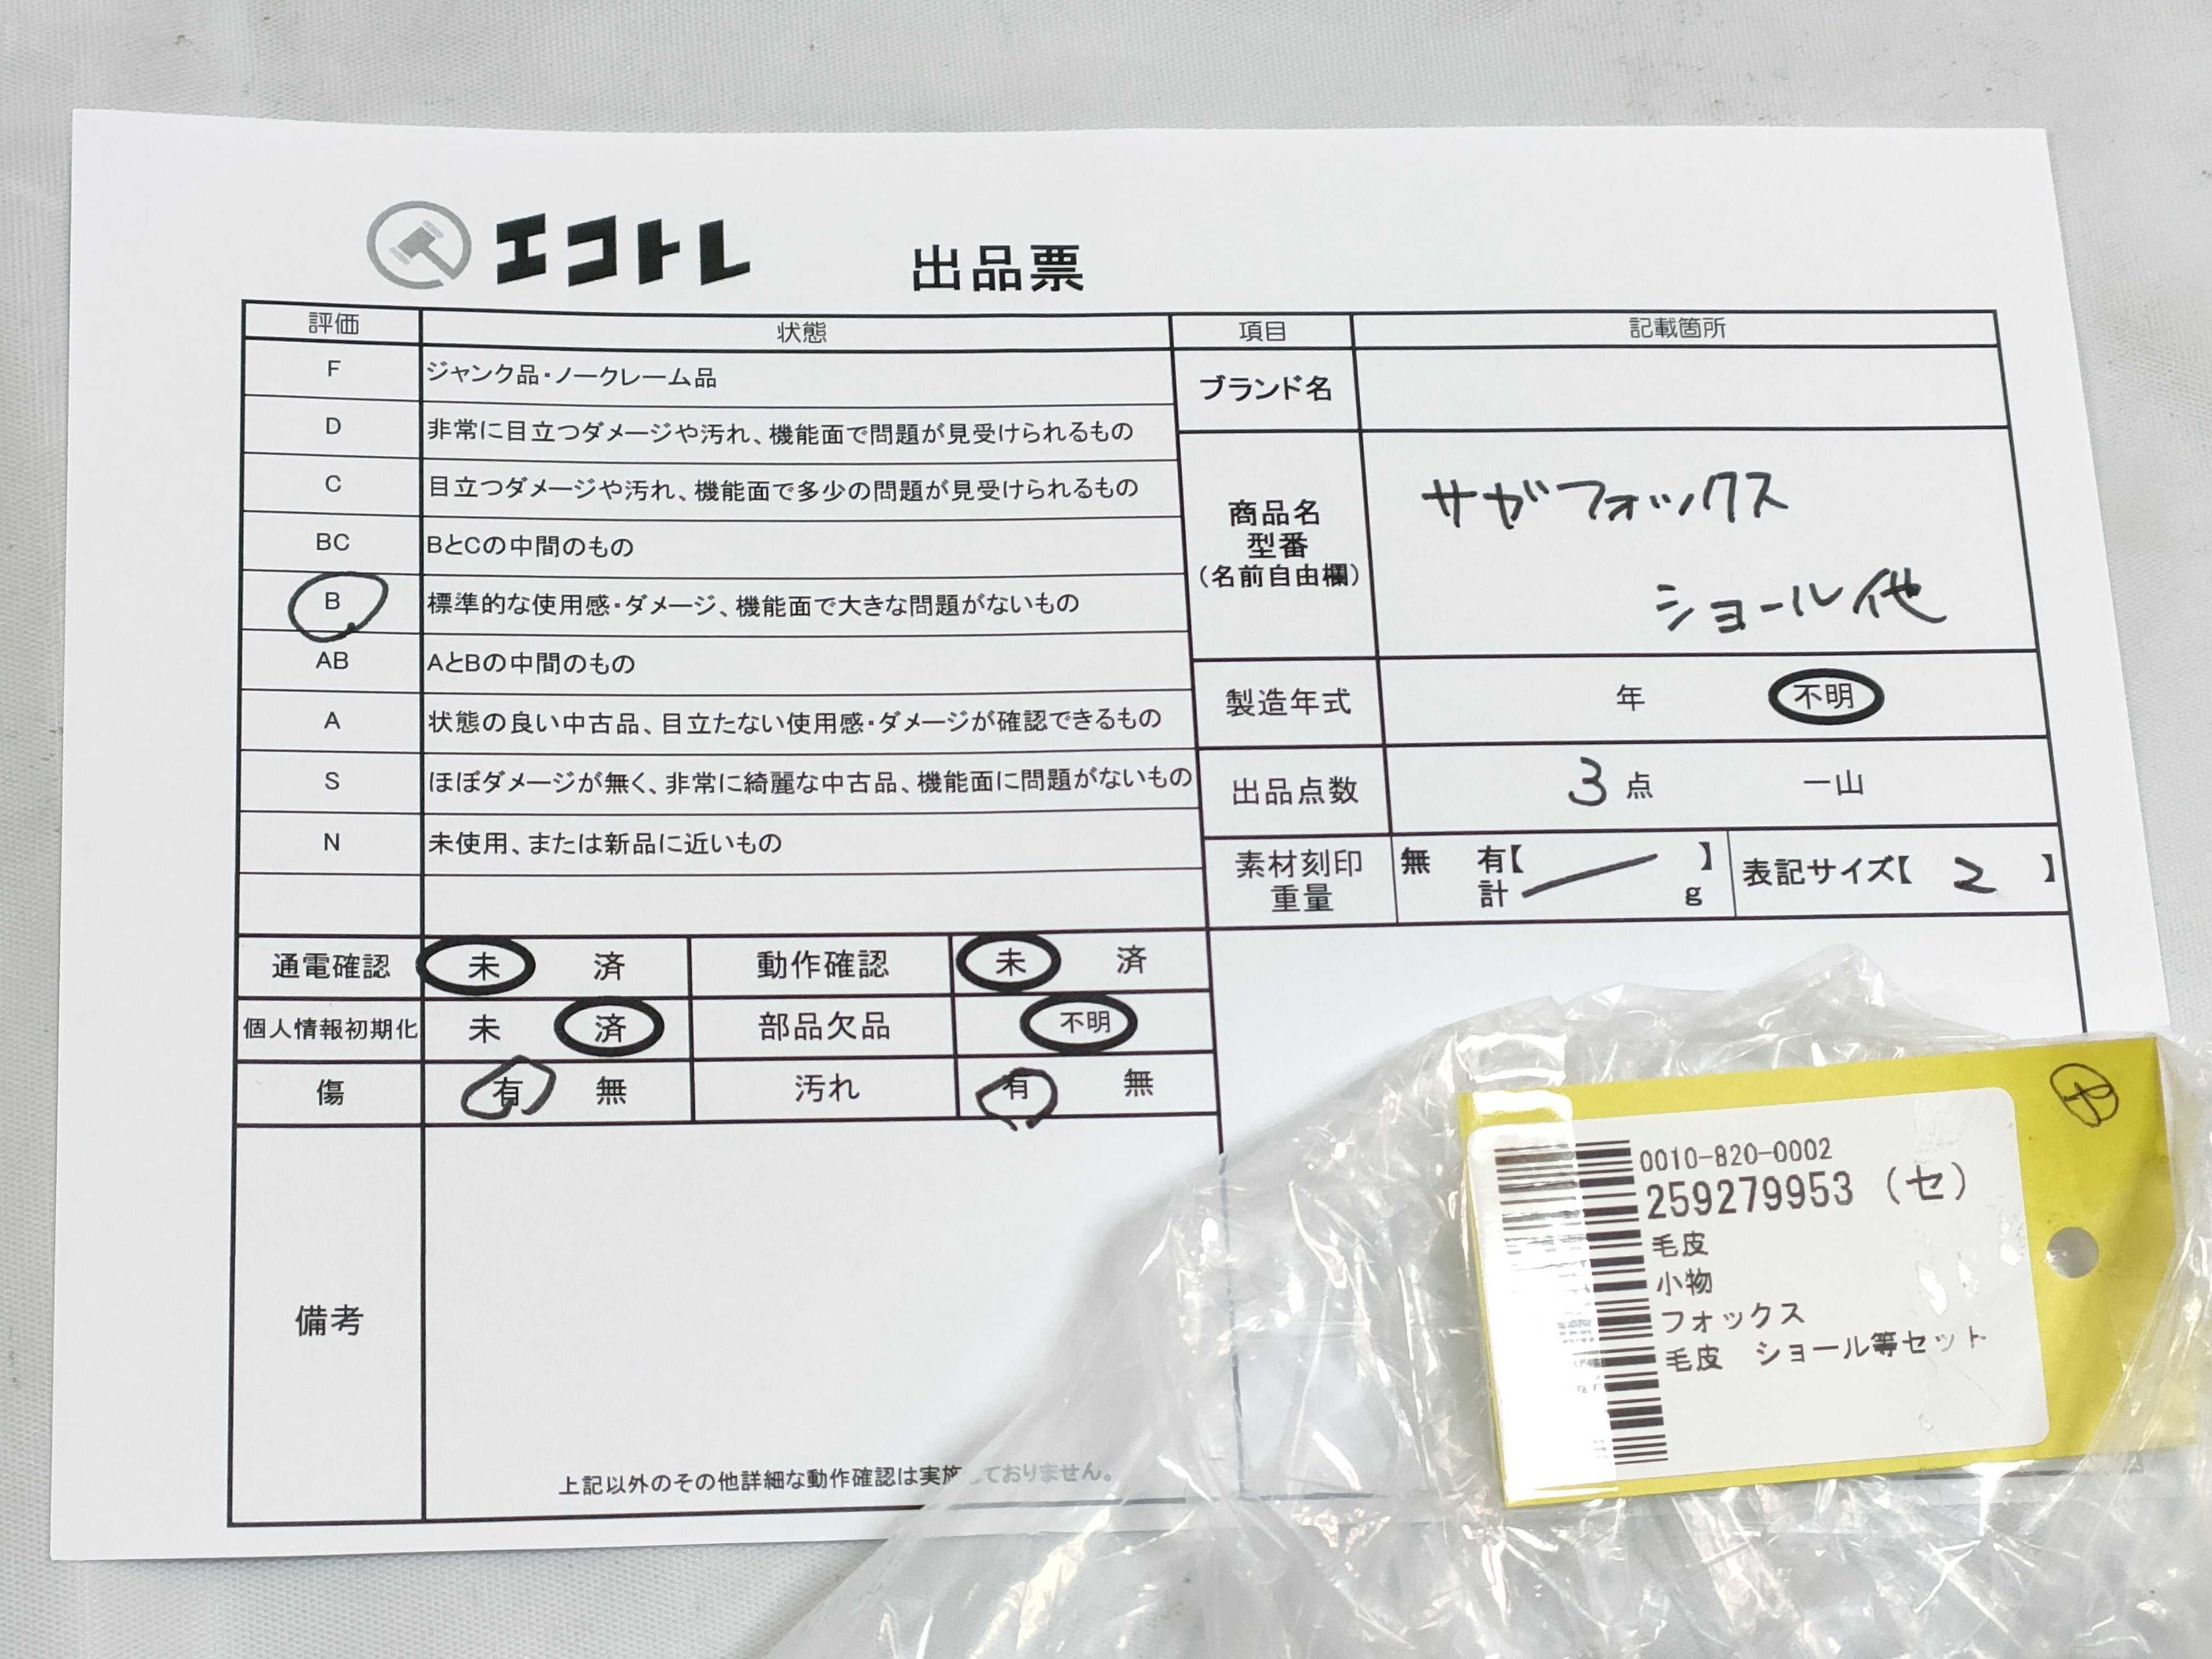 エコトレ 出品票
評価 状態 項目 記載箇所
F ジャンク品・ノークレーム品
D 非常に目立つダメージや汚れ、機能面で問題が見受けられるもの
C 目立つダメージや汚れ、機能面で多少の問題が見受けられるもの
BC BとCの中間のもの
B 標準的な使用感・ダメージ、機能面で大きな問題がないもの
AB AとBの中間のもの
A 状態の良い中古品、目立たない使用感・ダメージが確認できるもの
S ほぼダメージが無く、非常に綺麗な中古品、機能面に問題がないもの
N 未使用、または新品に近いもの
ブランド名
商品名
型番
(名前自由欄)
サガフォックス
ショール他
製造年式 年 不明
出品点数 3 点 一山
素材刻印
重量
無 有【 】
計 g
表記サイズ【 2 】
通電確認 未 済 動作確認 未 済
個人情報初期化 未 済 部品欠品 不明
傷 有 無 汚れ 有 無
備考
上記以外のその他詳細な動作確認は実施しておりません。
0010-820-0002
259279953 (セ)
毛皮
小物
フォックス
毛皮 ショール等セット